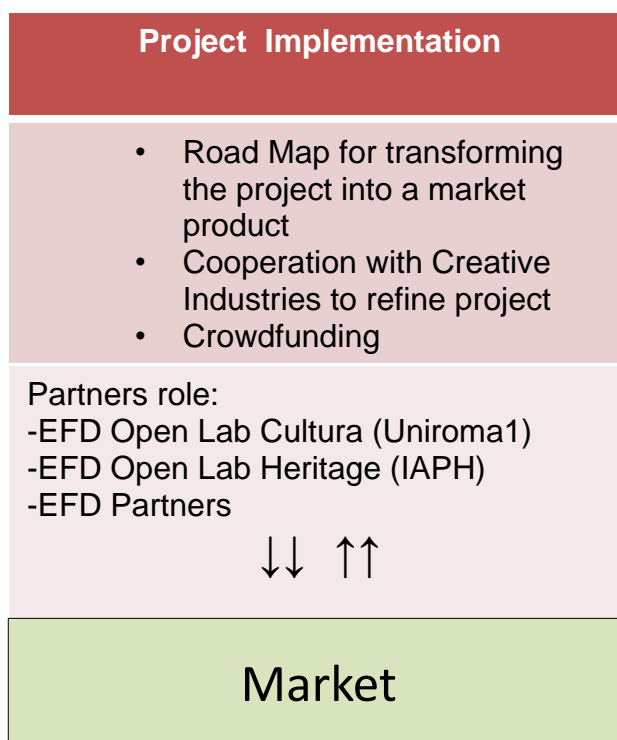 Project  Implementation
• Road Map for transforming
the project into a market
product
• Cooperation with Creative
Industries to refine project
• Crowdfunding
Partners role:
-EFD Open Lab Cultura (Uniroma1)
-EFD Open Lab Heritage (IAPH)
-EFD Partners
↓↓ ↑↑
Market